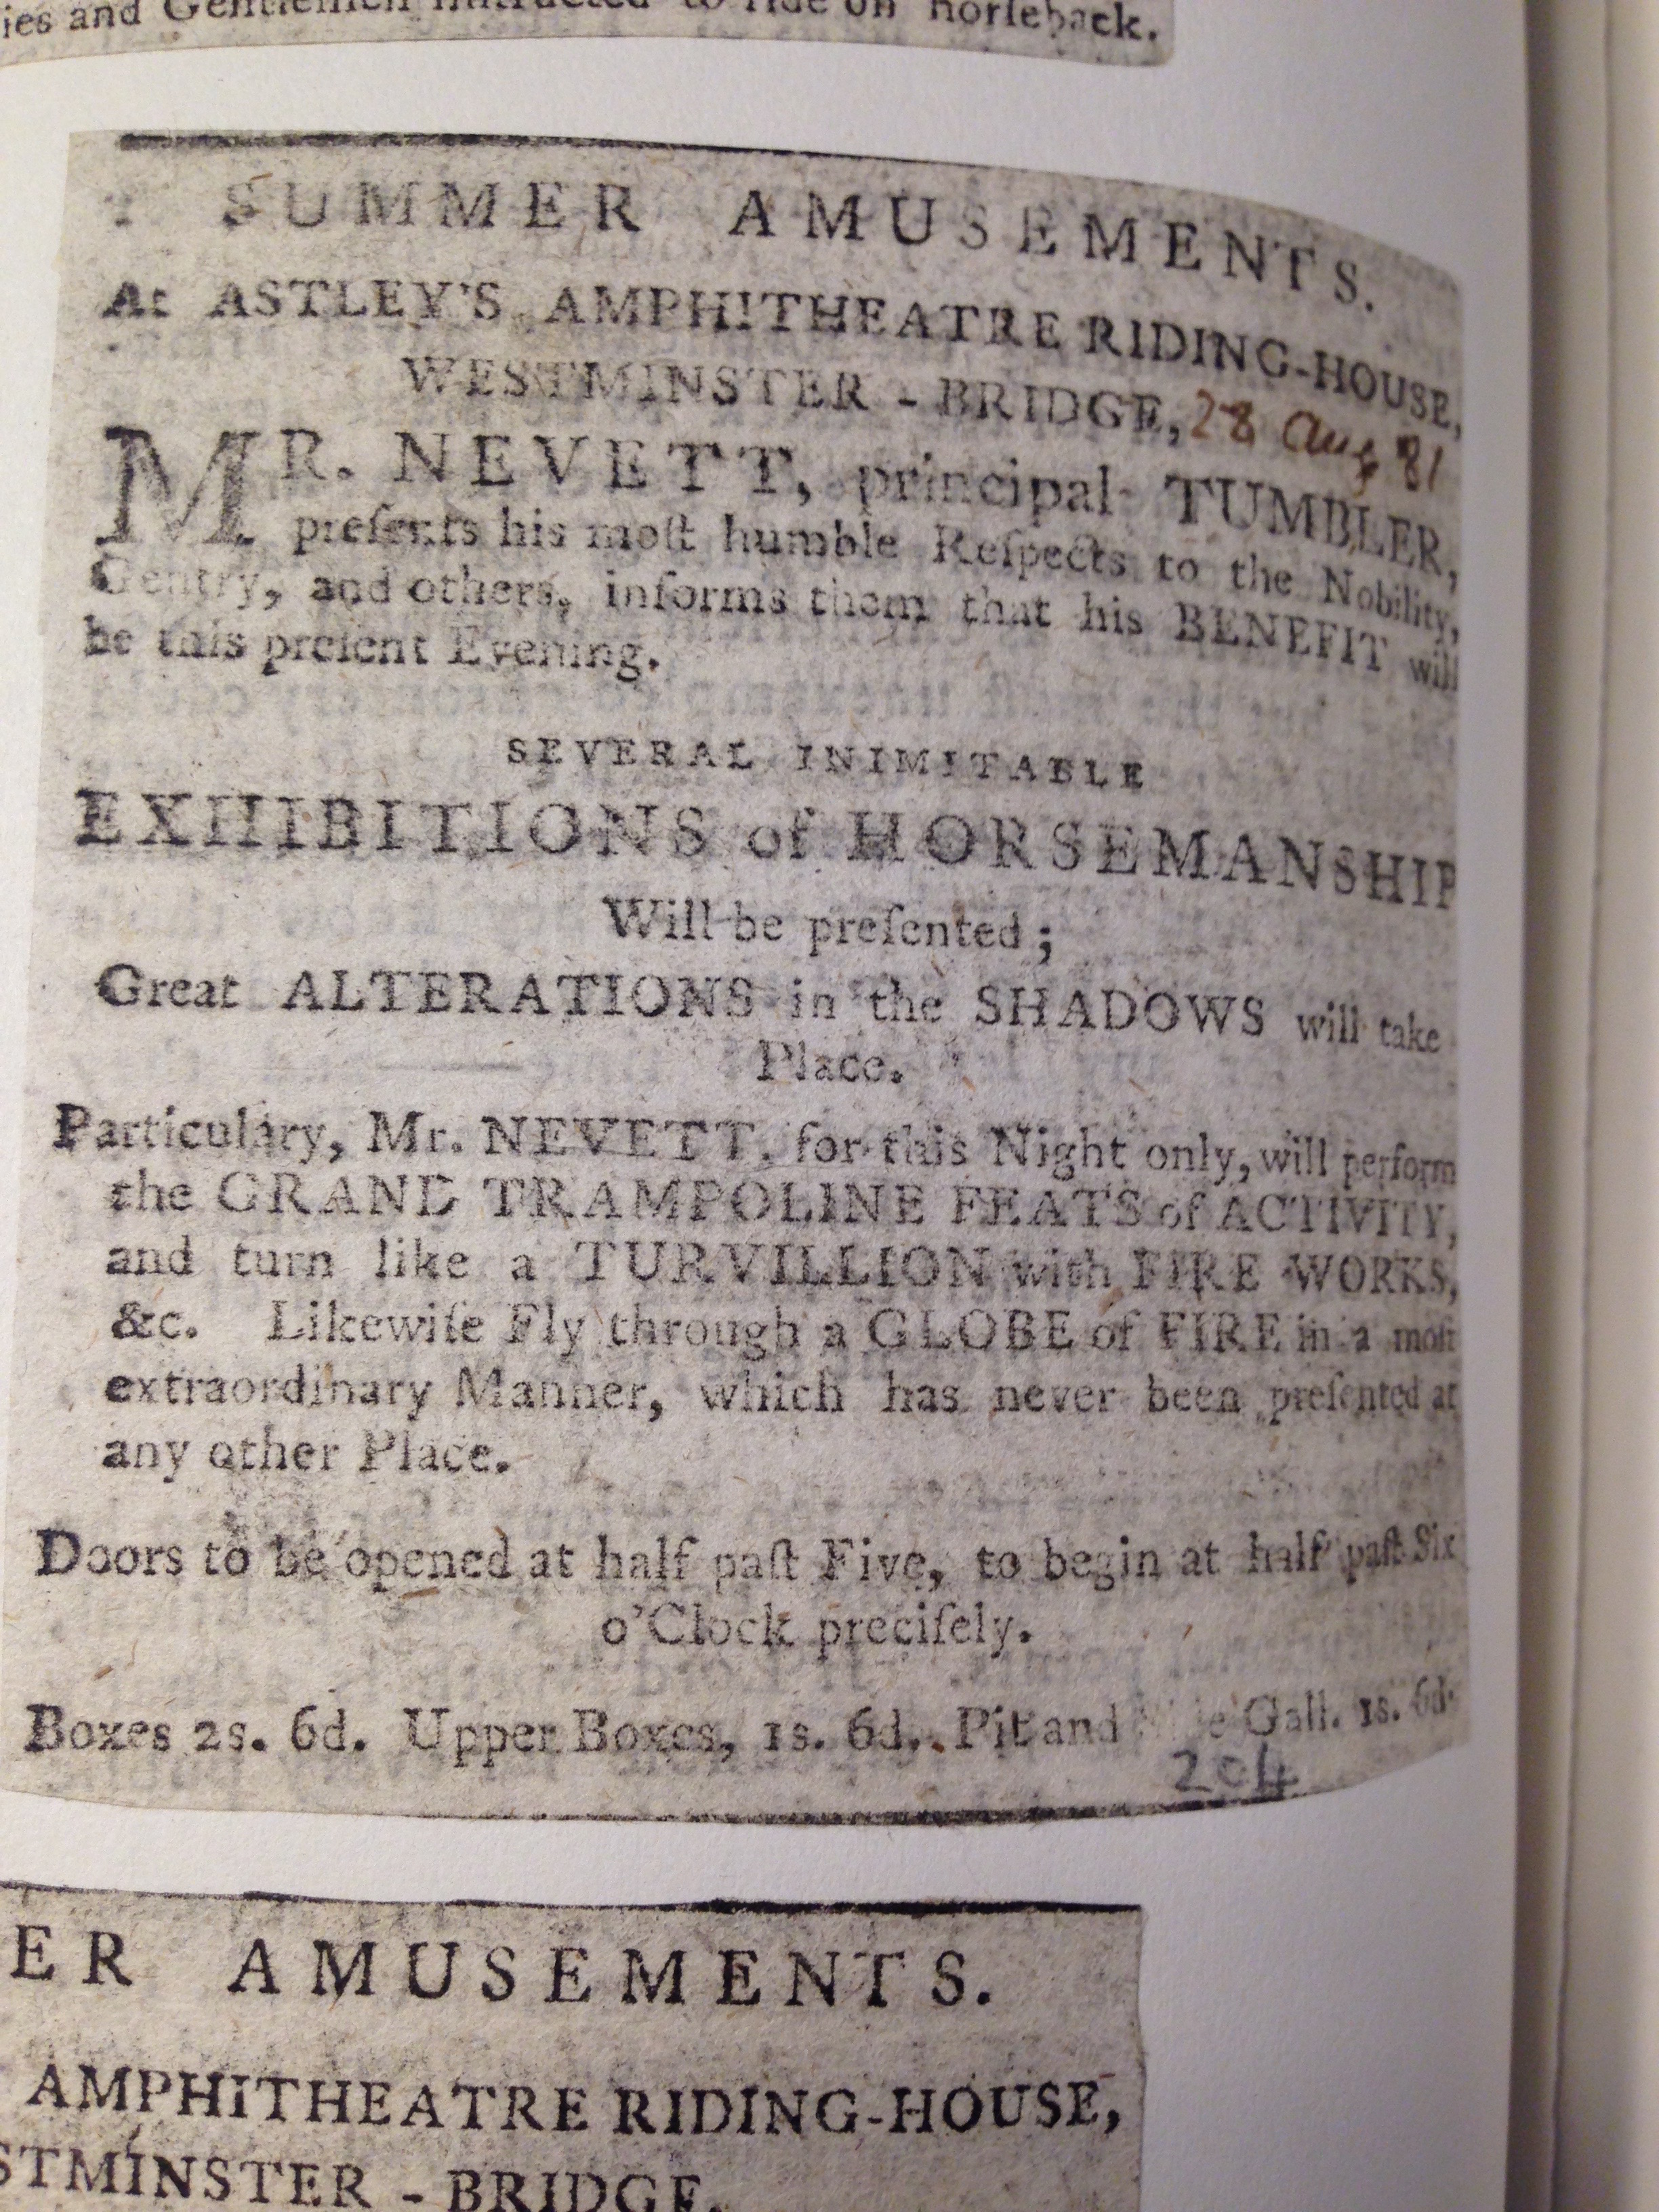 ies and Gentlemen instructed to ride on horſeback.
SUMMER AMUSEMENTS.
At ASTLEY'S AMPHITHEATRE RIDING-HOUSE,
WESTMINSTER - BRIDGE, 28 Aug 81
MR. NEVETT, principal TUMBLER,
preſents his moſt humble Reſpects to the Nobility,
Gentry, and others, informs them that his BENEFIT will
be this preſent Evening.
SEVERAL INIMITABLE
EXHIBITIONS of HORSEMANSHIP
Will be preſented;
Great ALTERATIONS in the SHADOWS will take
Place.
Particulary, Mr. NEVETT, for this Night only, will perform
the GRAND TRAMPOLINE FEATS of ACTIVITY,
and turn like a TURVILLION with FIRE WORKS,
&c. Likewiſe Fly through a GLOBE of FIRE in a moſt
extraordinary Manner, which has never been preſented at
any other Place.
Doors to be opened at half paſt Five, to begin at half paſt Six
o'Clock preciſely.
Boxes 2s. 6d. Upper Boxes, 1s. 6d. Pit and Gall. 1s. 6d.
204
ER AMUSEMENTS.
AMPHITHEATRE RIDING-HOUSE,
STMINSTER - BRIDGE.